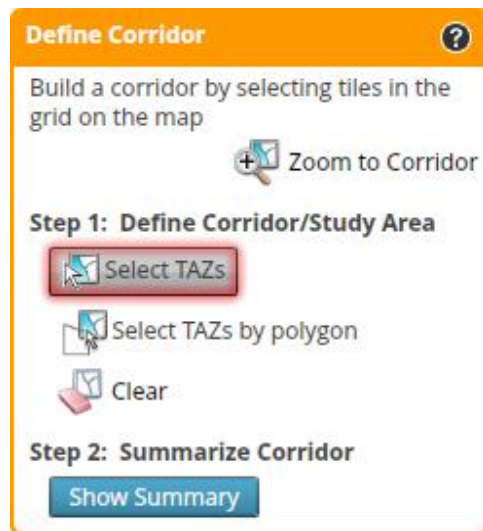 Define Corridor ?
Build a corridor by selecting tiles in the
grid on the map
Zoom to Corridor
Step 1: Define Corridor/Study Area
Select TAZs
Select TAZs by polygon
Clear
Step 2: Summarize Corridor
Show Summary